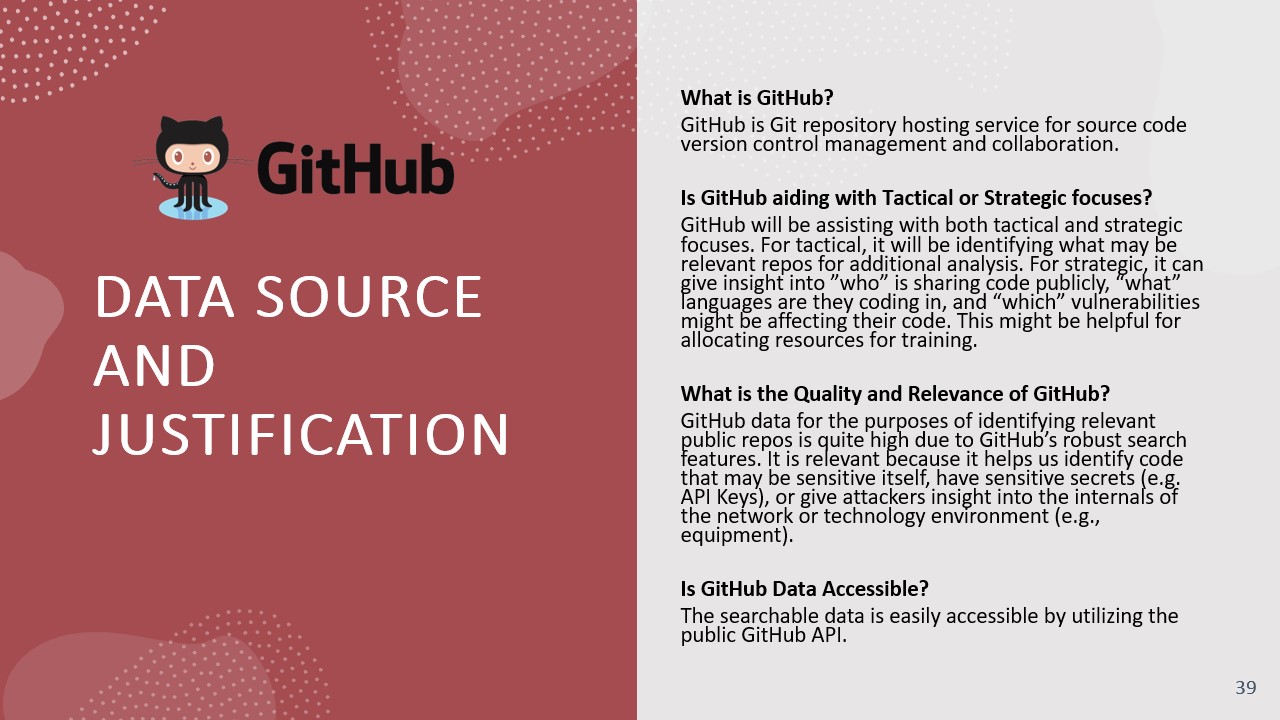 GitHub
DATA SOURCE
AND
JUSTIFICATION
What is GitHub?
GitHub is Git repository hosting service for source code
version control management and collaboration.
Is GitHub aiding with Tactical or Strategic focuses?
GitHub will be assisting with both tactical and strategic
focuses. For tactical, it will be identifying what may be
relevant repos for additional analysis. For strategic, it can
give insight into ”who” is sharing code publicly, “what”
languages are they coding in, and “which” vulnerabilities
might be affecting their code. This might be helpful for
allocating resources for training.
What is the Quality and Relevance of GitHub?
GitHub data for the purposes of identifying relevant
public repos is quite high due to GitHub’s robust search
features. It is relevant because it helps us identify code
that may be sensitive itself, have sensitive secrets (e.g.
API Keys), or give attackers insight into the internals of
the network or technology environment (e.g.,
equipment).
Is GitHub Data Accessible?
The searchable data is easily accessible by utilizing the
public GitHub API.
39